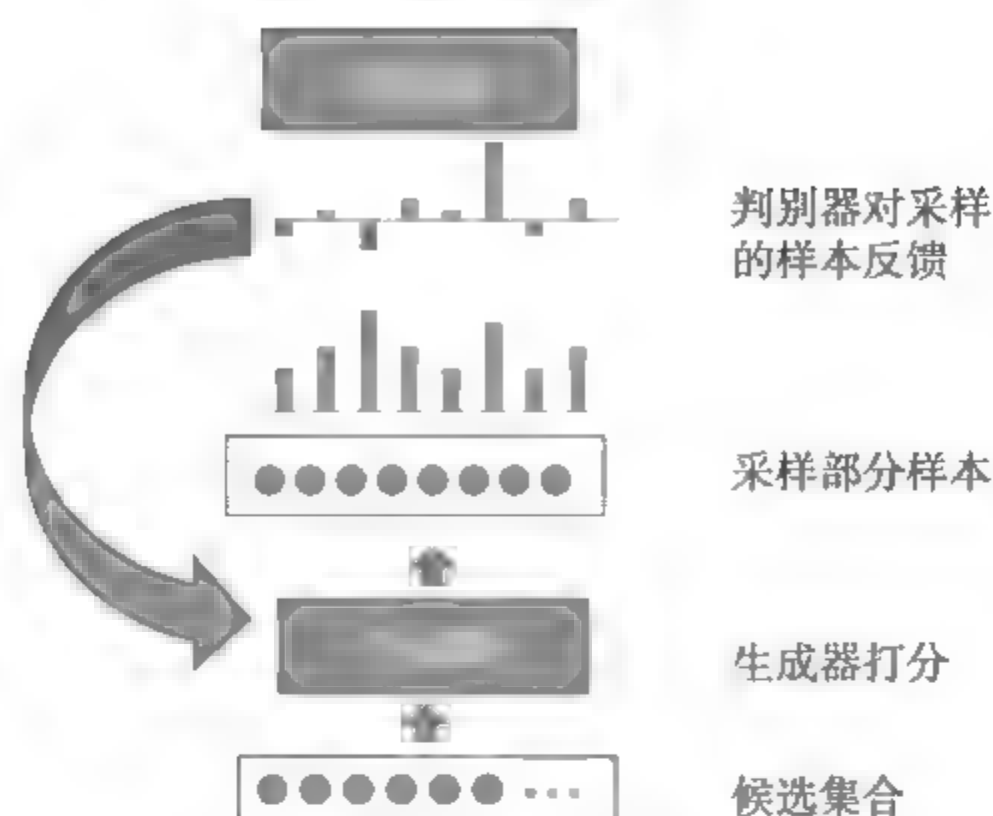 判别器对采样
的样本反馈
采样部分样本
生成器打分
候选集合